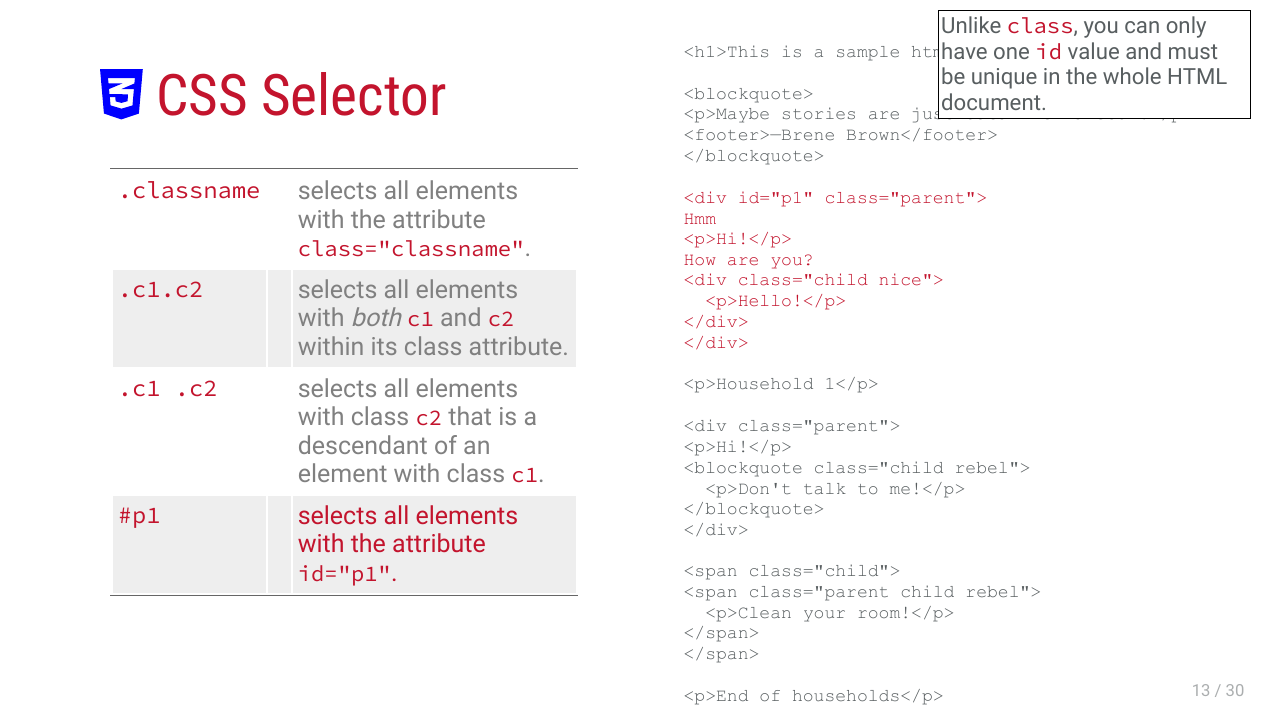 CSS Selector
.classname selects all elements
with the attribute
class="classname".
.c1.c2 selects all elements
with both c1 and c2
within its class attribute.
.c1 .c2 selects all elements
with class c2 that is a
descendant of an
element with class c1.
#p1 selects all elements
with the attribute
id="p1".
Unlike class, you can only
have one id value and must
be unique in the whole HTML
document.
<h1>This is a sample
<blockquote>
<p>Maybe stories are
<footer>—Brene Brown</footer>
</blockquote>
<div id="p1" class="parent">
Hmm
<p>Hi!</p>
How are you?
<div class="child nice">
<p>Hello!</p>
</div>
</div>
<p>Household 1</p>
<div class="parent">
<p>Hi!</p>
<blockquote class="child rebel">
<p>Don't talk to me!</p>
</blockquote>
</div>
<span class="child">
<span class="parent child rebel">
<p>Clean your room!</p>
</span>
</span>
<p>End of households</p>
13 / 30